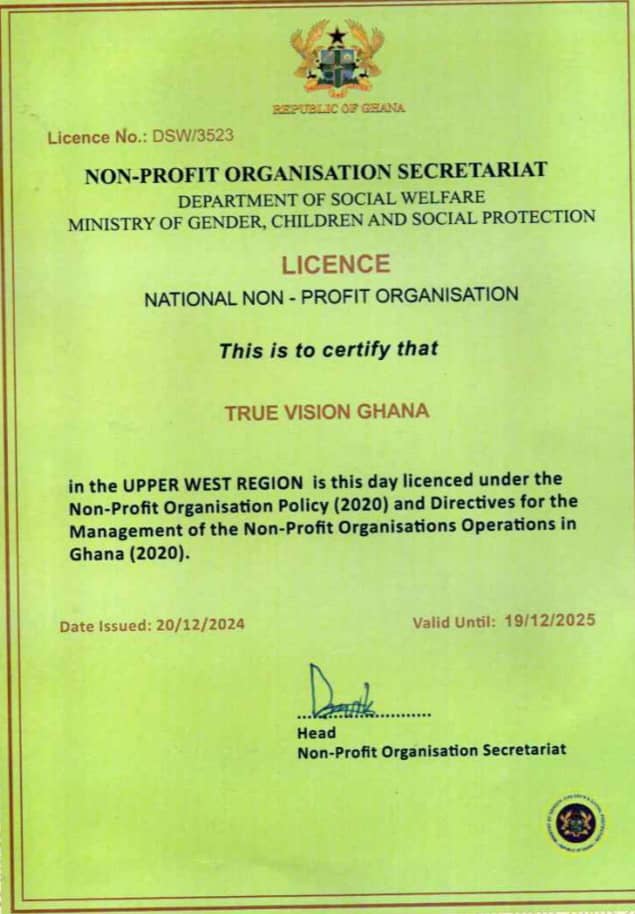 REPUBLIC OF GHANA
Licence No.: DSW/3523
NON-PROFIT ORGANISATION SECRETARIAT
DEPARTMENT OF SOCIAL WELFARE
MINISTRY OF GENDER, CHILDREN AND SOCIAL PROTECTION
LICENCE
NATIONAL NON - PROFIT ORGANISATION
This is to certify that
TRUE VISION GHANA
in the UPPER WEST REGION is this day licenced under the
Non-Profit Organisation Policy (2020) and Directives for the
Management of the Non-Profit Organisations Operations in
Ghana (2020).
Date Issued: 20/12/2024
Valid Until: 19/12/2025
Head
Non-Profit Organisation Secretariat